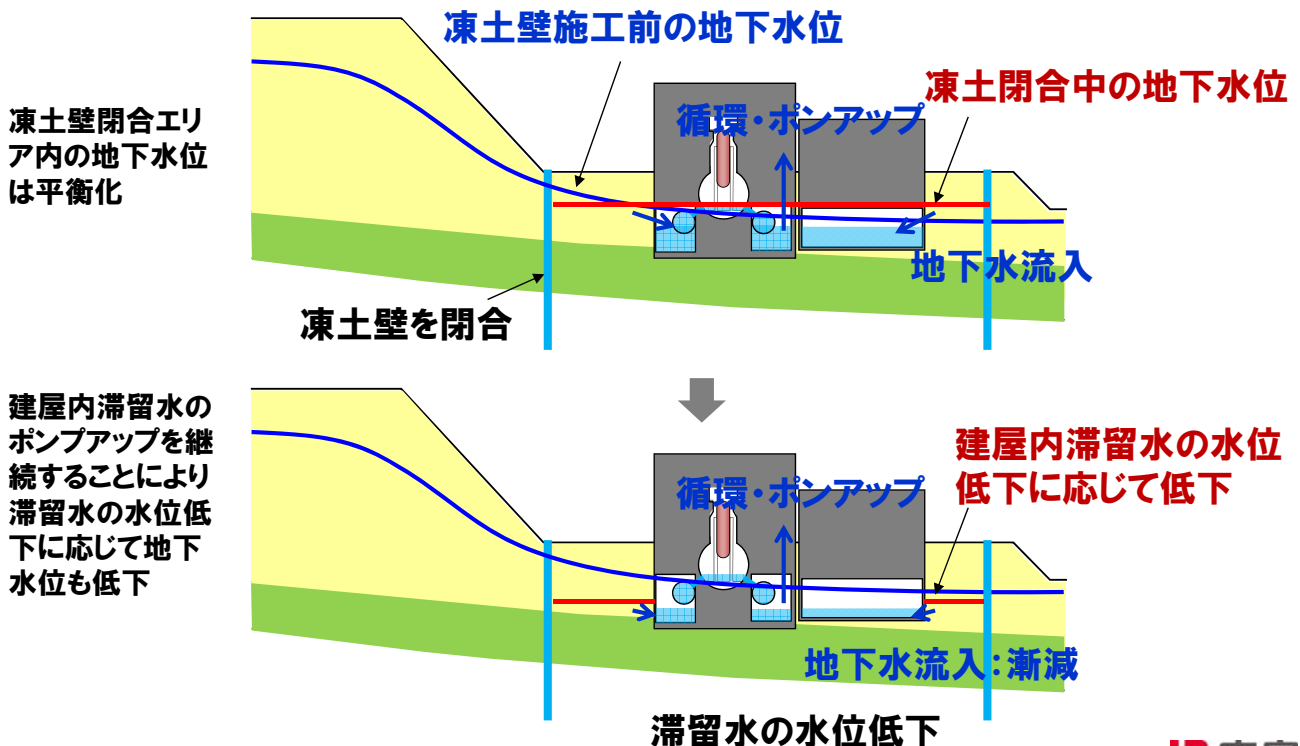 凍土壁施工前の地下水位
凍土閉合中の地下水位
循環・ポンアップ
凍土壁閉合エリ
ア内の地下水位
は平衡化
地下水流入
凍土壁を閉合
建屋内滞留水の
ポンプアップを継
続することにより
滞留水の水位低
下に応じて地下
水位も低下
建屋内滞留水の水位
低下に応じて低下
循環・ポンアップ
地下水流入：漸減
滞留水の水位低下